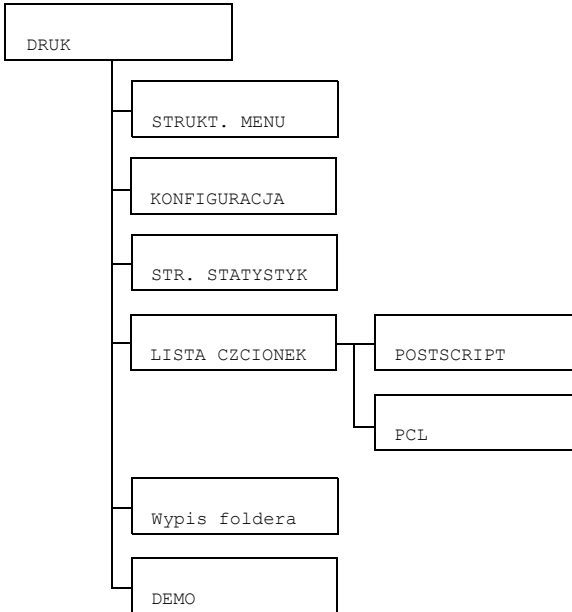 DRUK
STRUKT. MENU
KONFIGURACJA
STR. STATYSTYK
LISTA CZCIONEK
POSTSCRIPT
PCL
Wypis foldera
DEMO